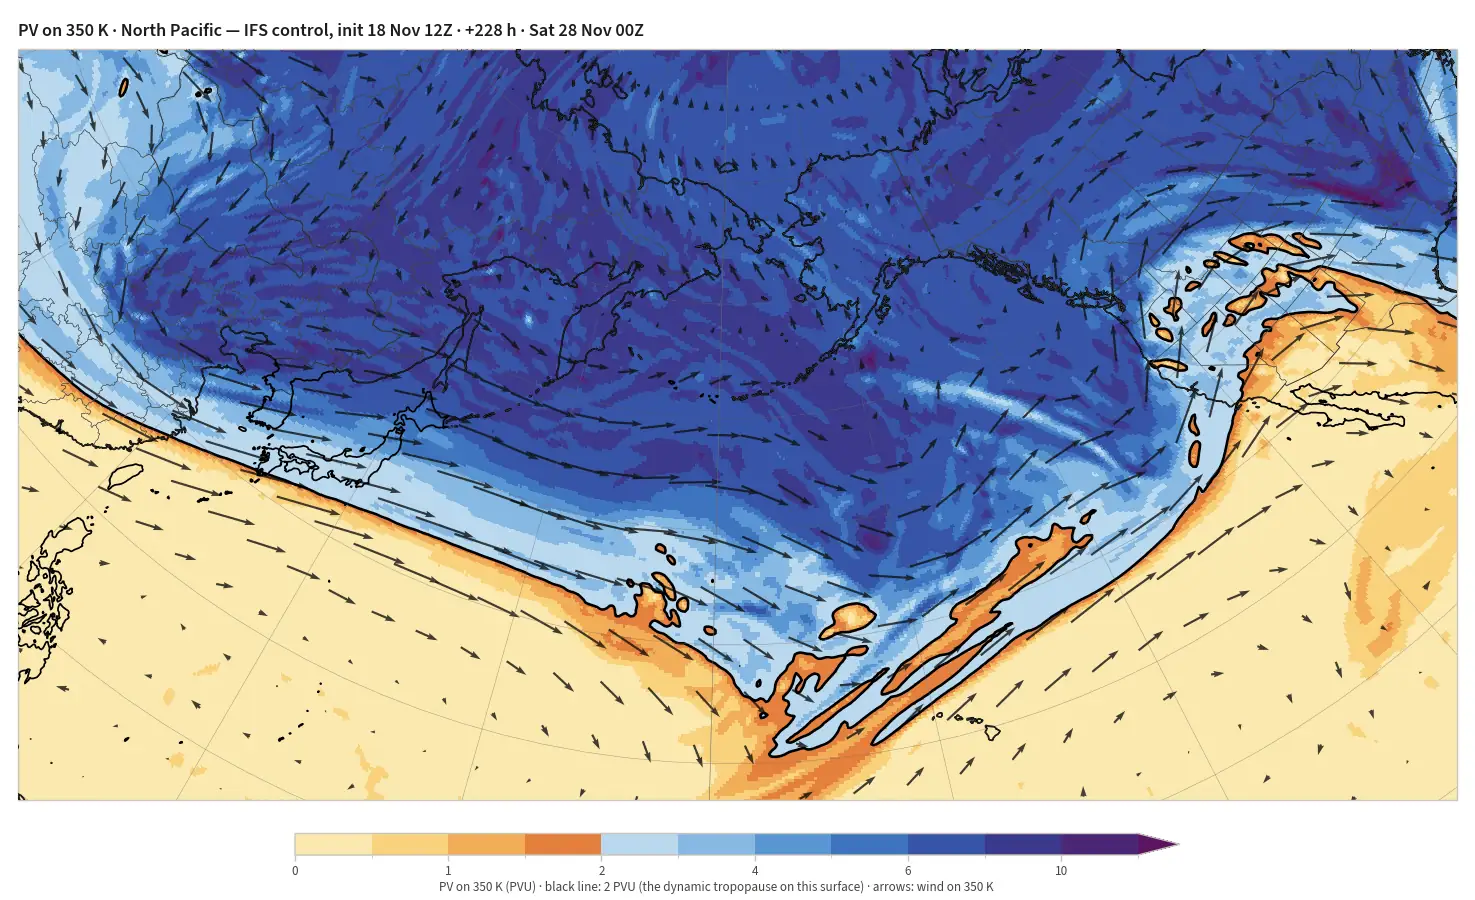 PV on 350 K · North Pacific — IFS control, init 18 Nov 12Z · +228 h · Sat 28 Nov 00Z
0 1 2 4 6 10
PV on 350 K (PVU) · black line: 2 PVU (the dynamic tropopause on this surface) · arrows: wind on 350 K